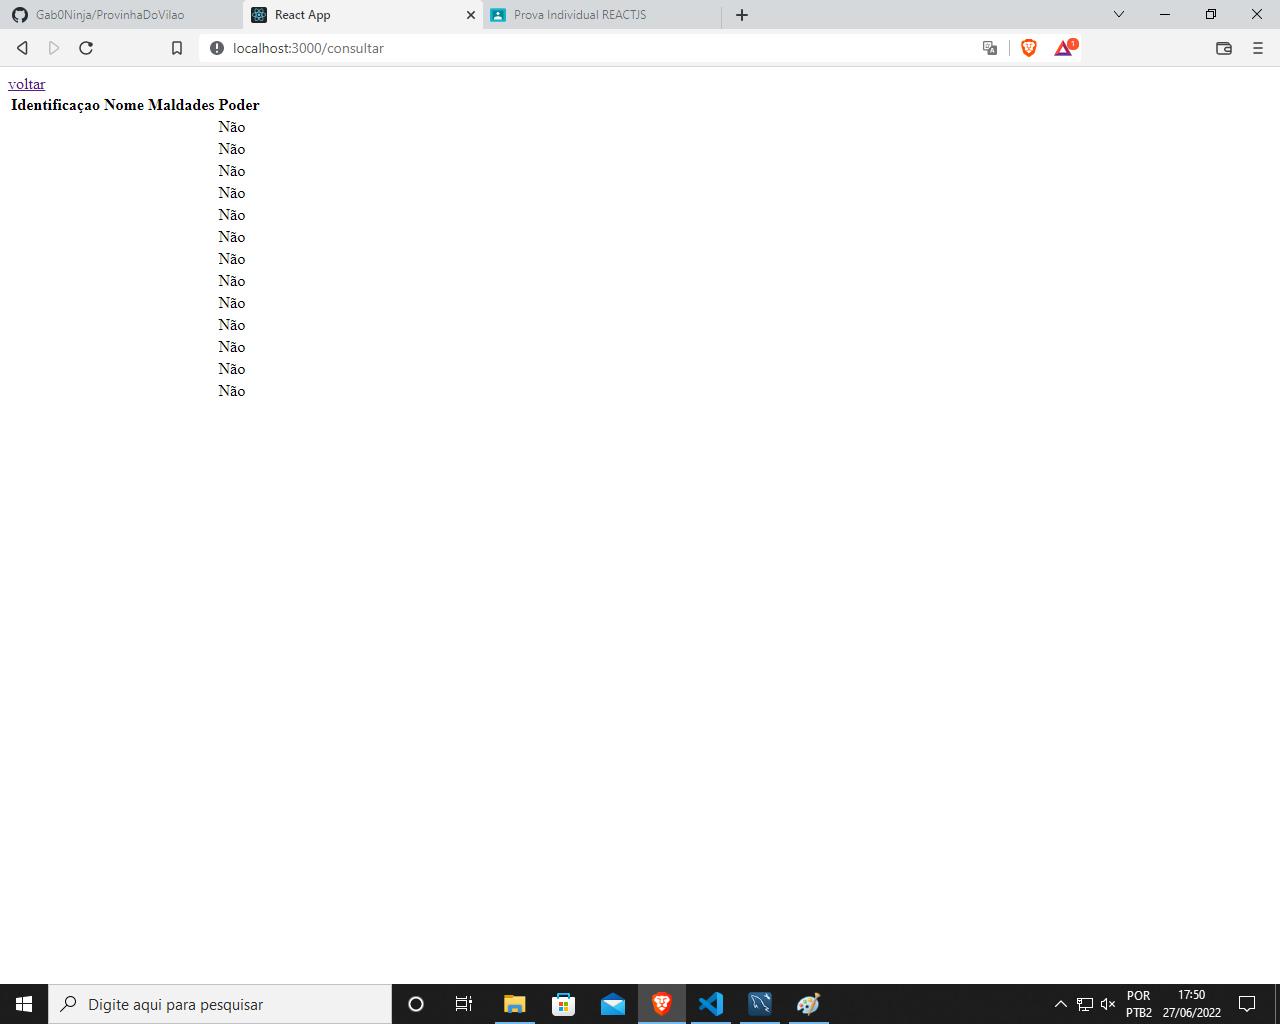 Gab0Ninja/ProvinhaDoVilao
React App
Prova Individual REACTJS
localhost:3000/consultar
1
voltar
Identificaçao Nome Maldades Poder
Não
Não
Não
Não
Não
Não
Não
Não
Não
Não
Não
Não
Não
Digite aqui para pesquisar
POR
PTB2
17:50
27/06/2022